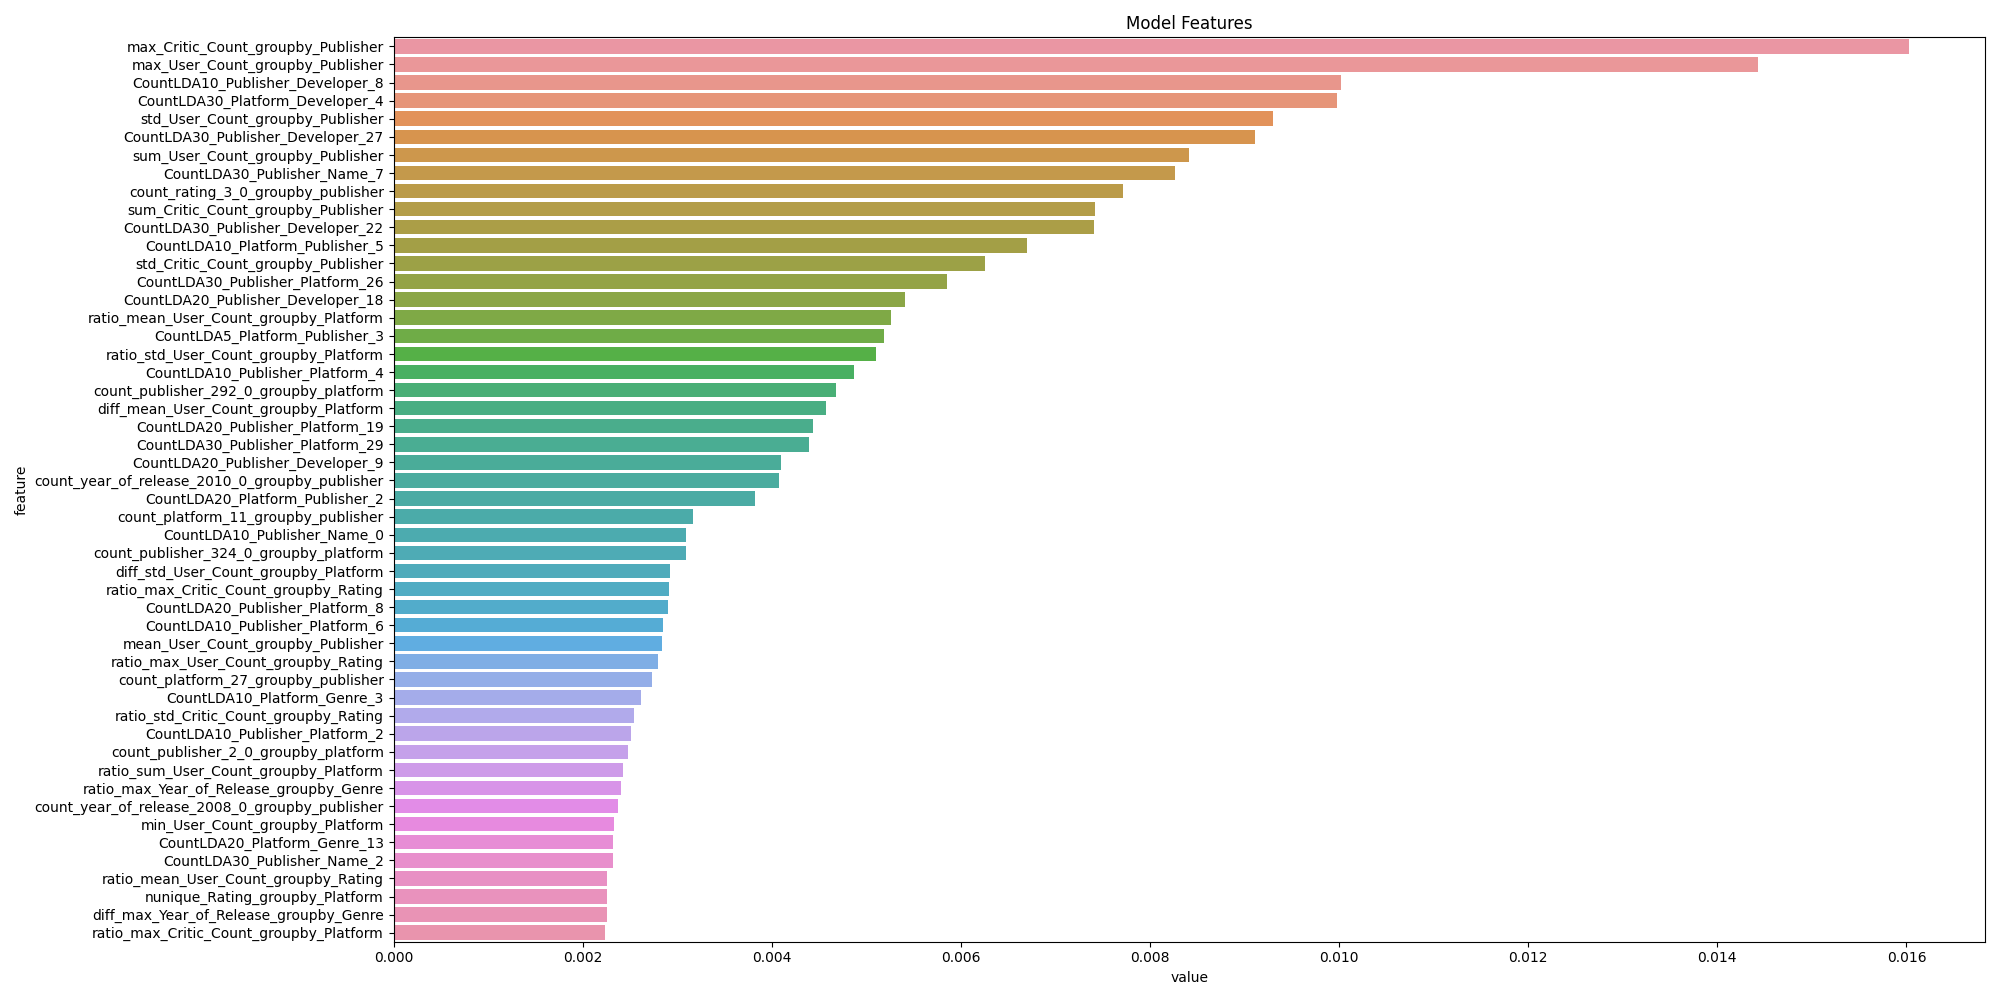 Model Features
max_Critic_Count_groupby_Publisher
max_User_Count_groupby_Publisher
CountLDA10_Publisher_Developer_8
CountLDA30_Platform_Developer_4
std_User_Count_groupby_Publisher
CountLDA30_Publisher_Developer_27
sum_User_Count_groupby_Publisher
CountLDA30_Publisher_Name_7
count_rating_3_0_groupby_publisher
sum_Critic_Count_groupby_Publisher
CountLDA30_Publisher_Developer_22
CountLDA10_Platform_Publisher_5
std_Critic_Count_groupby_Publisher
CountLDA30_Publisher_Platform_26
CountLDA20_Publisher_Developer_18
ratio_mean_User_Count_groupby_Platform
CountLDA5_Platform_Publisher_3
ratio_std_User_Count_groupby_Platform
CountLDA10_Publisher_Platform_4
count_publisher_292_0_groupby_platform
diff_mean_User_Count_groupby_Platform
CountLDA20_Publisher_Platform_19
CountLDA30_Publisher_Platform_29
CountLDA20_Publisher_Developer_9
count_year_of_release_2010_0_groupby_publisher
CountLDA20_Platform_Publisher_2
count_platform_11_groupby_publisher
CountLDA10_Publisher_Name_0
count_publisher_324_0_groupby_platform
diff_std_User_Count_groupby_Platform
ratio_max_Critic_Count_groupby_Rating
CountLDA20_Publisher_Platform_8
CountLDA10_Publisher_Platform_6
mean_User_Count_groupby_Publisher
ratio_max_User_Count_groupby_Rating
count_platform_27_groupby_publisher
CountLDA10_Platform_Genre_3
ratio_std_Critic_Count_groupby_Rating
CountLDA10_Publisher_Platform_2
count_publisher_2_0_groupby_platform
ratio_sum_User_Count_groupby_Platform
ratio_max_Year_of_Release_groupby_Genre
count_year_of_release_2008_0_groupby_publisher
min_User_Count_groupby_Platform
CountLDA20_Platform_Genre_13
CountLDA30_Publisher_Name_2
ratio_mean_User_Count_groupby_Rating
nunique_Rating_groupby_Platform
diff_max_Year_of_Release_groupby_Genre
ratio_max_Critic_Count_groupby_Platform
feature
0.000 0.002 0.004 0.006 0.008 0.010 0.012 0.014 0.016
value